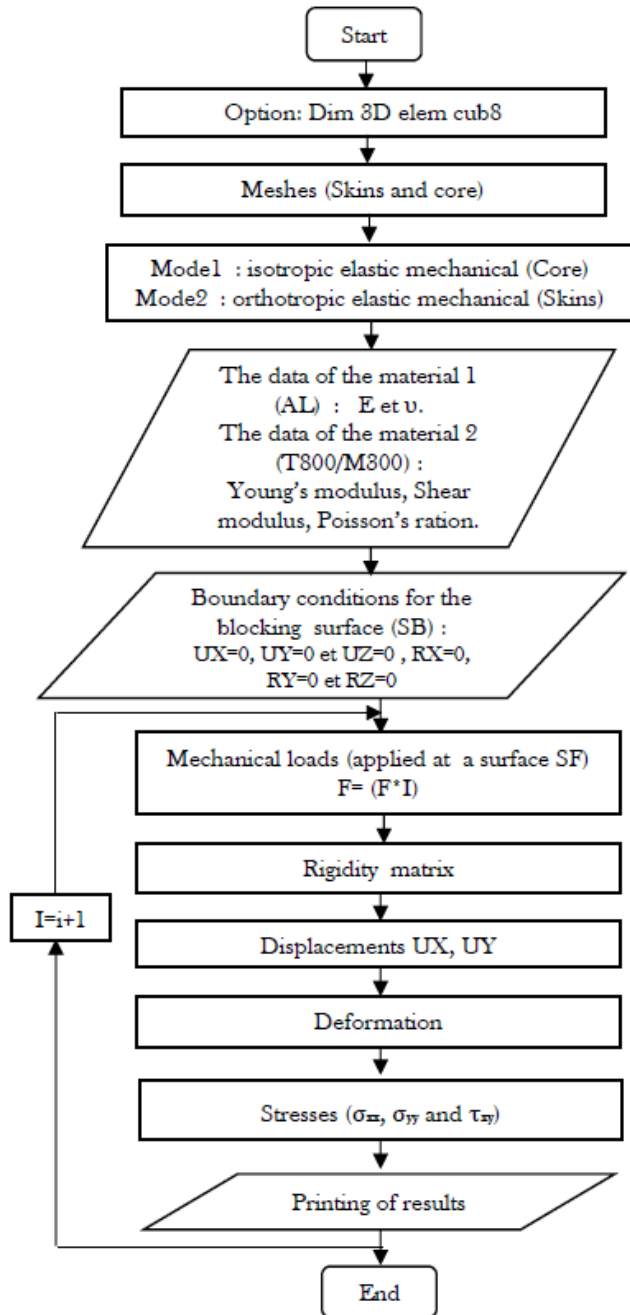 Start
Option: Dim 3D elem cub8
Meshes (Skins and core)
Mode1 : isotropic elastic mechanical (Core)
Mode2 : orthotropic elastic mechanical (Skins)
The data of the material 1
(AL) : E et υ.
The data of the material 2
(T800/M300) :
Young's modulus, Shear
modulus, Poisson's ration.
Boundary conditions for the
blocking surface (SB) :
UX=0, UY=0 et UZ=0 , RX=0,
RY=0 et RZ=0
Mechanical loads (applied at a surface SF)
F= (F*I)
Rigidity matrix
I=i+1
Displacements UX, UY
Deformation
Stresses (σxx, σyy and τxy)
Printing of results
End